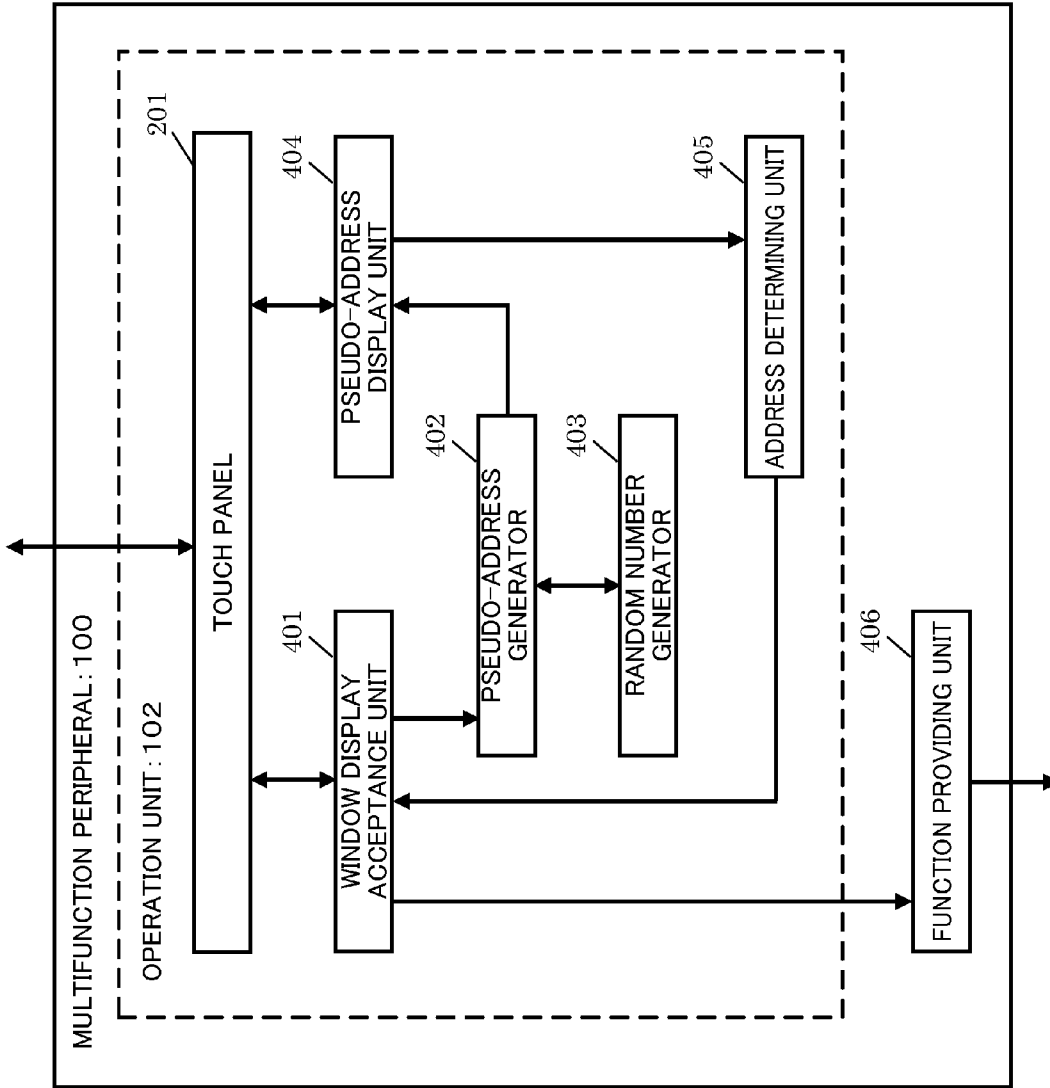 MULTIFUNCTION PERIPHERAL:100
OPERATION UNIT:102
201
TOUCH PANEL
401
WINDOW DISPLAY
ACCEPTANCE UNIT
404
PSEUDO-ADDRESS
DISPLAY UNIT
402
PSEUDO-ADDRESS
GENERATOR
403
RANDOM NUMBER
GENERATOR
405
ADDRESS DETERMINING UNIT
406
FUNCTION PROVIDING UNIT